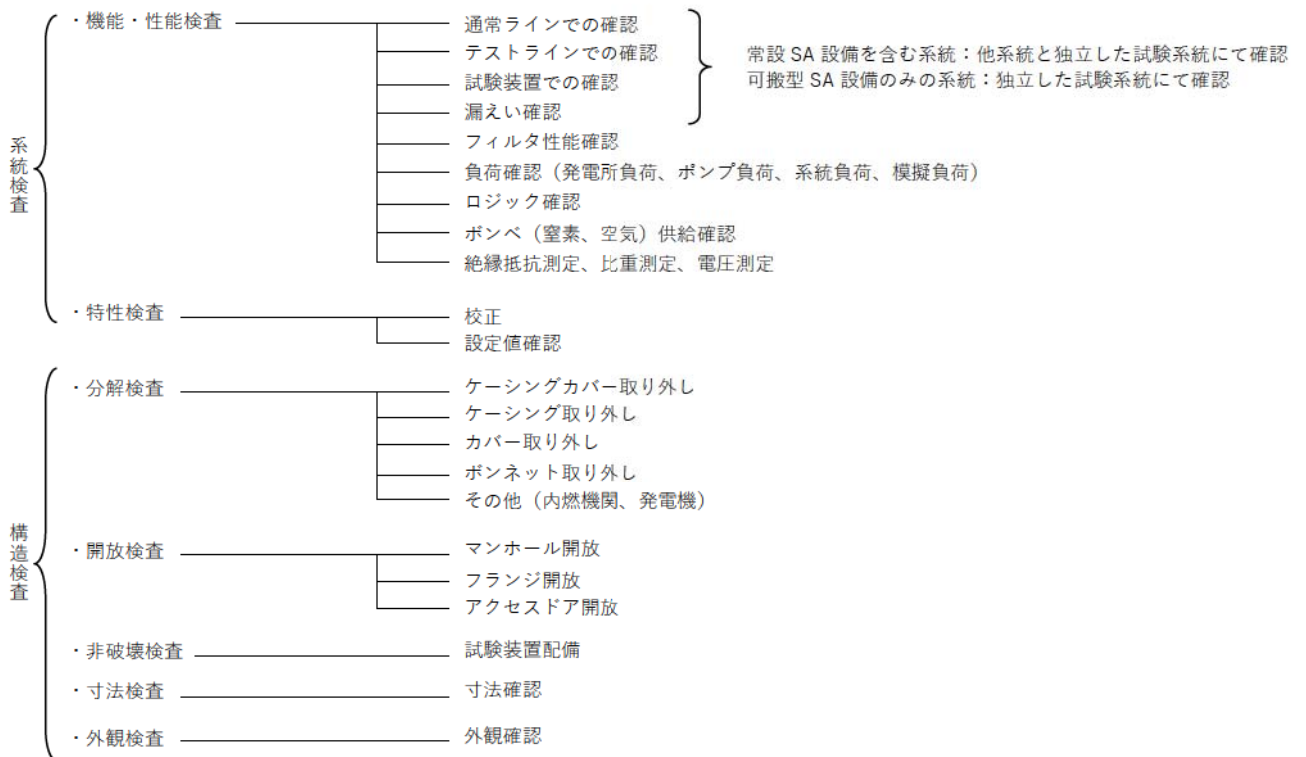 系統検査
・機能・性能検査
通常ラインでの確認
テストラインでの確認
試験装置での確認
漏えい確認
常設 SA 設備を含む系統：他系統と独立した試験系統にて確認
可搬型 SA 設備のみの系統：独立した試験系統にて確認
フィルタ性能確認
負荷確認（発電所負荷、ポンプ負荷、系統負荷、模擬負荷）
ロジック確認
ボンベ（窒素、空気）供給確認
絶縁抵抗測定、比重測定、電圧測定
・特性検査
校正
設定値確認
構造検査
・分解検査
ケーシングカバー取り外し
ケーシング取り外し
カバー取り外し
ボンネット取り外し
その他（内燃機関、発電機）
・開放検査
マンホール開放
フランジ開放
アクセスドア開放
・非破壊検査
試験装置配備
・寸法検査
寸法確認
・外観検査
外観確認